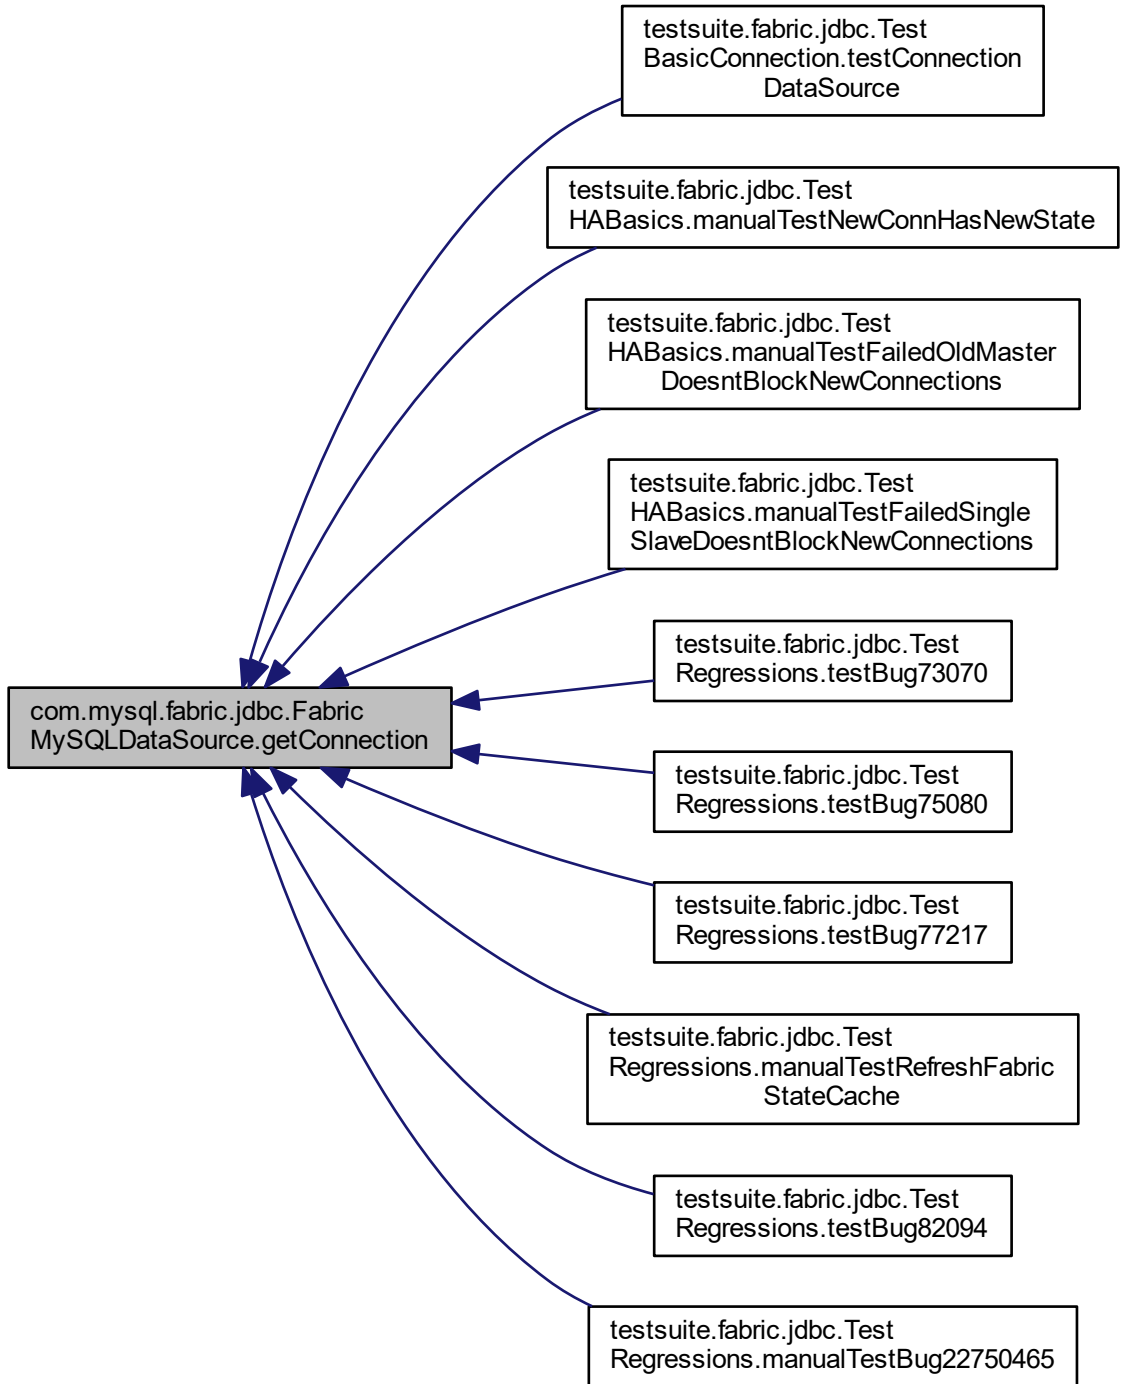 testsuite.fabric.jdbc.Test
BasicConnection.testConnection
DataSource
testsuite.fabric.jdbc.Test
HABasics.manualTestNewConnHasNewState
testsuite.fabric.jdbc.Test
HABasics.manualTestFailedOldMaster
DoesntBlockNewConnections
testsuite.fabric.jdbc.Test
HABasics.manualTestFailedSingle
SlaveDoesntBlockNewConnections
testsuite.fabric.jdbc.Test
Regressions.testBug73070
com.mysql.fabric.jdbc.Fabric
MySQLDataSource.getConnection
testsuite.fabric.jdbc.Test
Regressions.testBug75080
testsuite.fabric.jdbc.Test
Regressions.testBug77217
testsuite.fabric.jdbc.Test
Regressions.manualTestRefreshFabric
StateCache
testsuite.fabric.jdbc.Test
Regressions.testBug82094
testsuite.fabric.jdbc.Test
Regressions.manualTestBug22750465